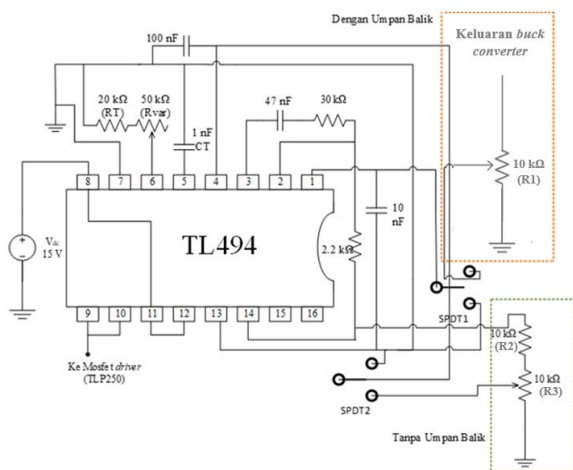 Dengan Umpan Balik
Keluaran buck
converter
100 nF
20 kΩ
(RT)
50 kΩ
(Rvar)
1 nF
CT
47 nF
30 kΩ
10 kΩ
(R1)
8
7
6
5
4
3
2
1
Vdc
15 V
TL494
2.2 kΩ
10
nF
SPDT1
9
10
11
12
13
14
15
16
Ke Mosfet driver
(TLP250)
10 kΩ
(R2)
10 kΩ
(R3)
SPDT2
Tanpa Umpan Balik